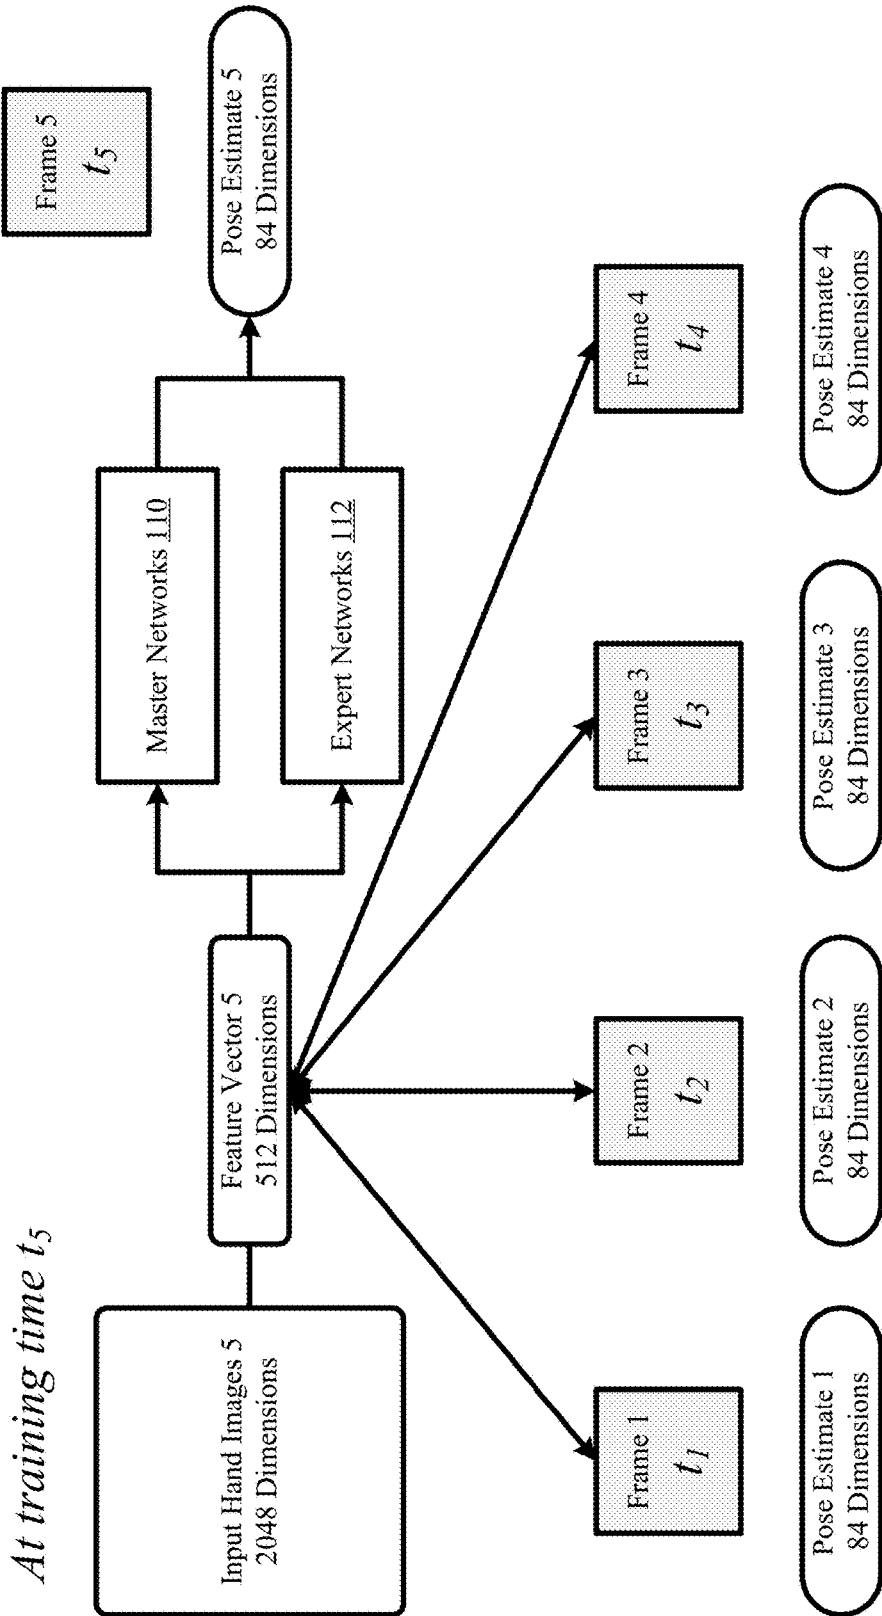 At training time t5
Frame 5
t5
Input Hand Images 5
2048 Dimensions
Feature Vector 5
512 Dimensions
Master Networks 110
Expert Networks 112
Pose Estimate 5
84 Dimensions
Frame 1
t1
Frame 2
t2
Frame 3
t3
Frame 4
t4
Pose Estimate 1
84 Dimensions
Pose Estimate 2
84 Dimensions
Pose Estimate 3
84 Dimensions
Pose Estimate 4
84 Dimensions